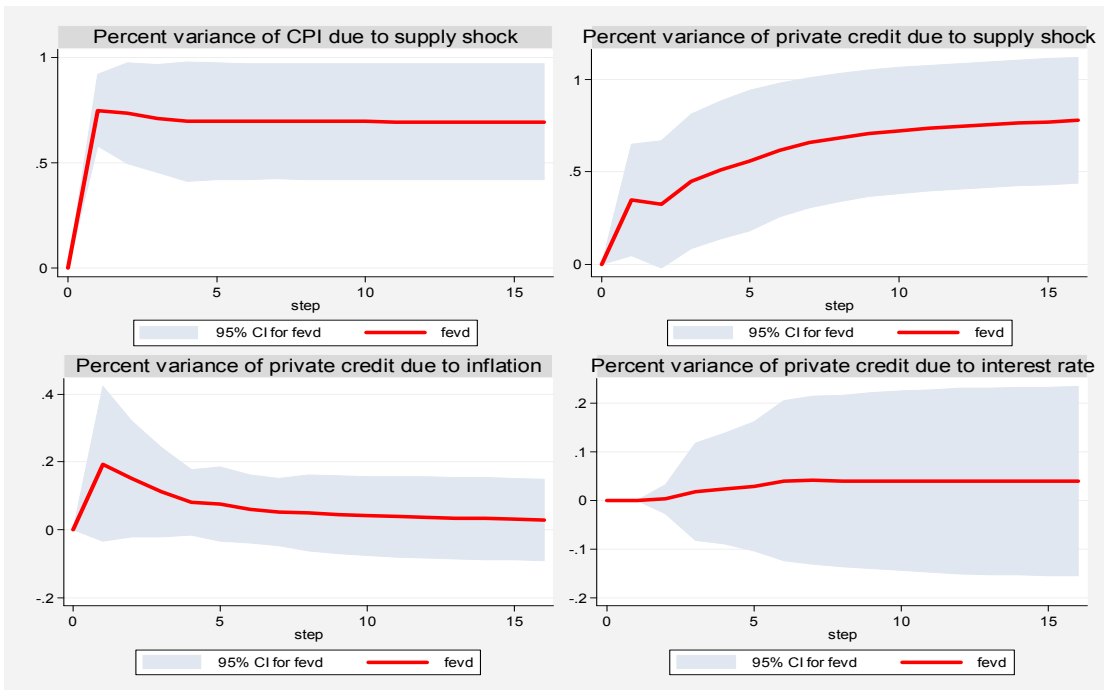 Percent variance of CPI due to supply shock
1
.5
0
0
5
10
15
step
95% CI for fevd
fevd
Percent variance of private credit due to supply shock
1
.5
0
0
5
10
15
step
95% CI for fevd
fevd
Percent variance of private credit due to inflation
.4
.2
0
-.2
0
5
10
15
step
95% CI for fevd
fevd
Percent variance of private credit due to interest rate
.2
.1
0
-.1
-.2
0
5
10
15
step
95% CI for fevd
fevd